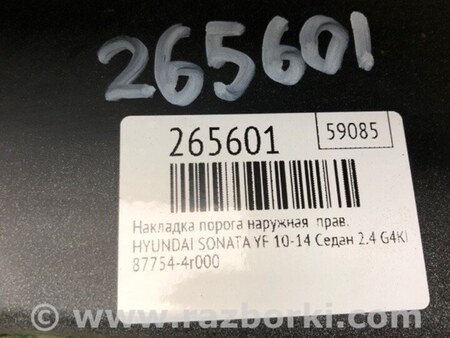 265601
265601
59085
Накладка порога наружная прав.
HYUNDAI SONATA YF 10-14 Седан 2.4 G4KI
87754-4r000
© www.razborki.com